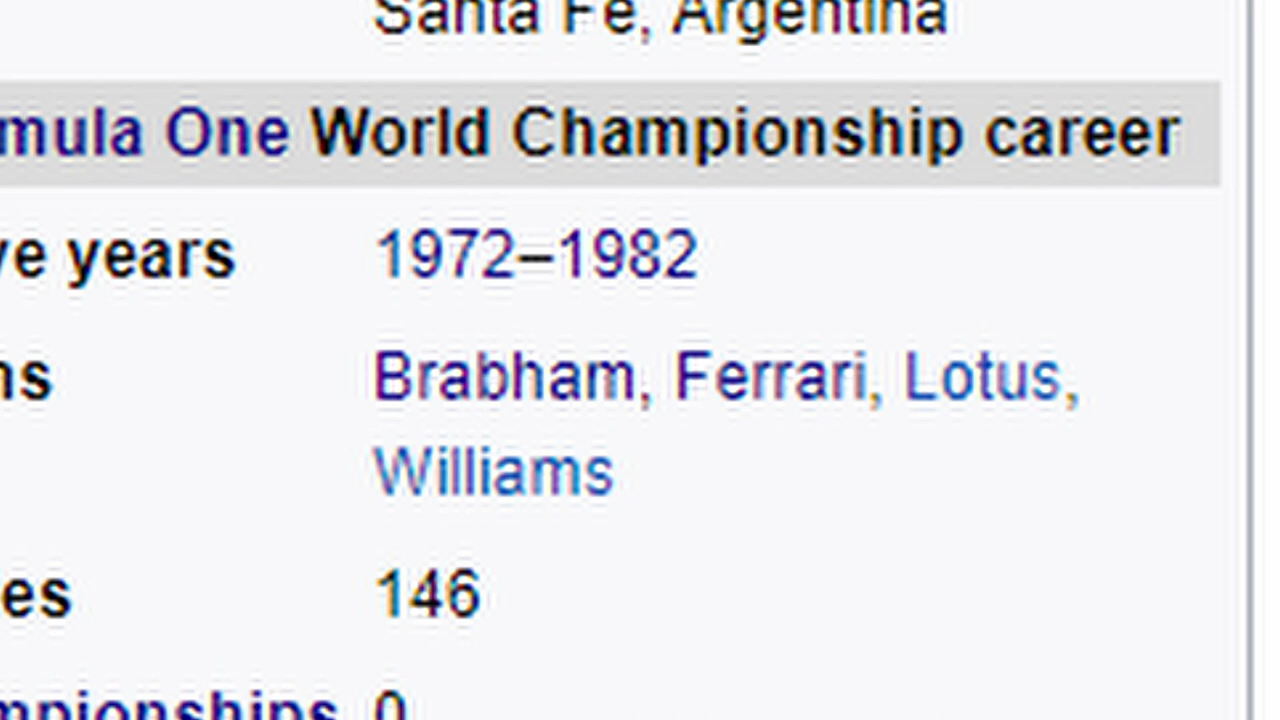 Santa Fe, Argentina
mula One World Championship career
ve years 1972–1982
ns Brabham, Ferrari, Lotus,
Williams
es 146
mpionships 0